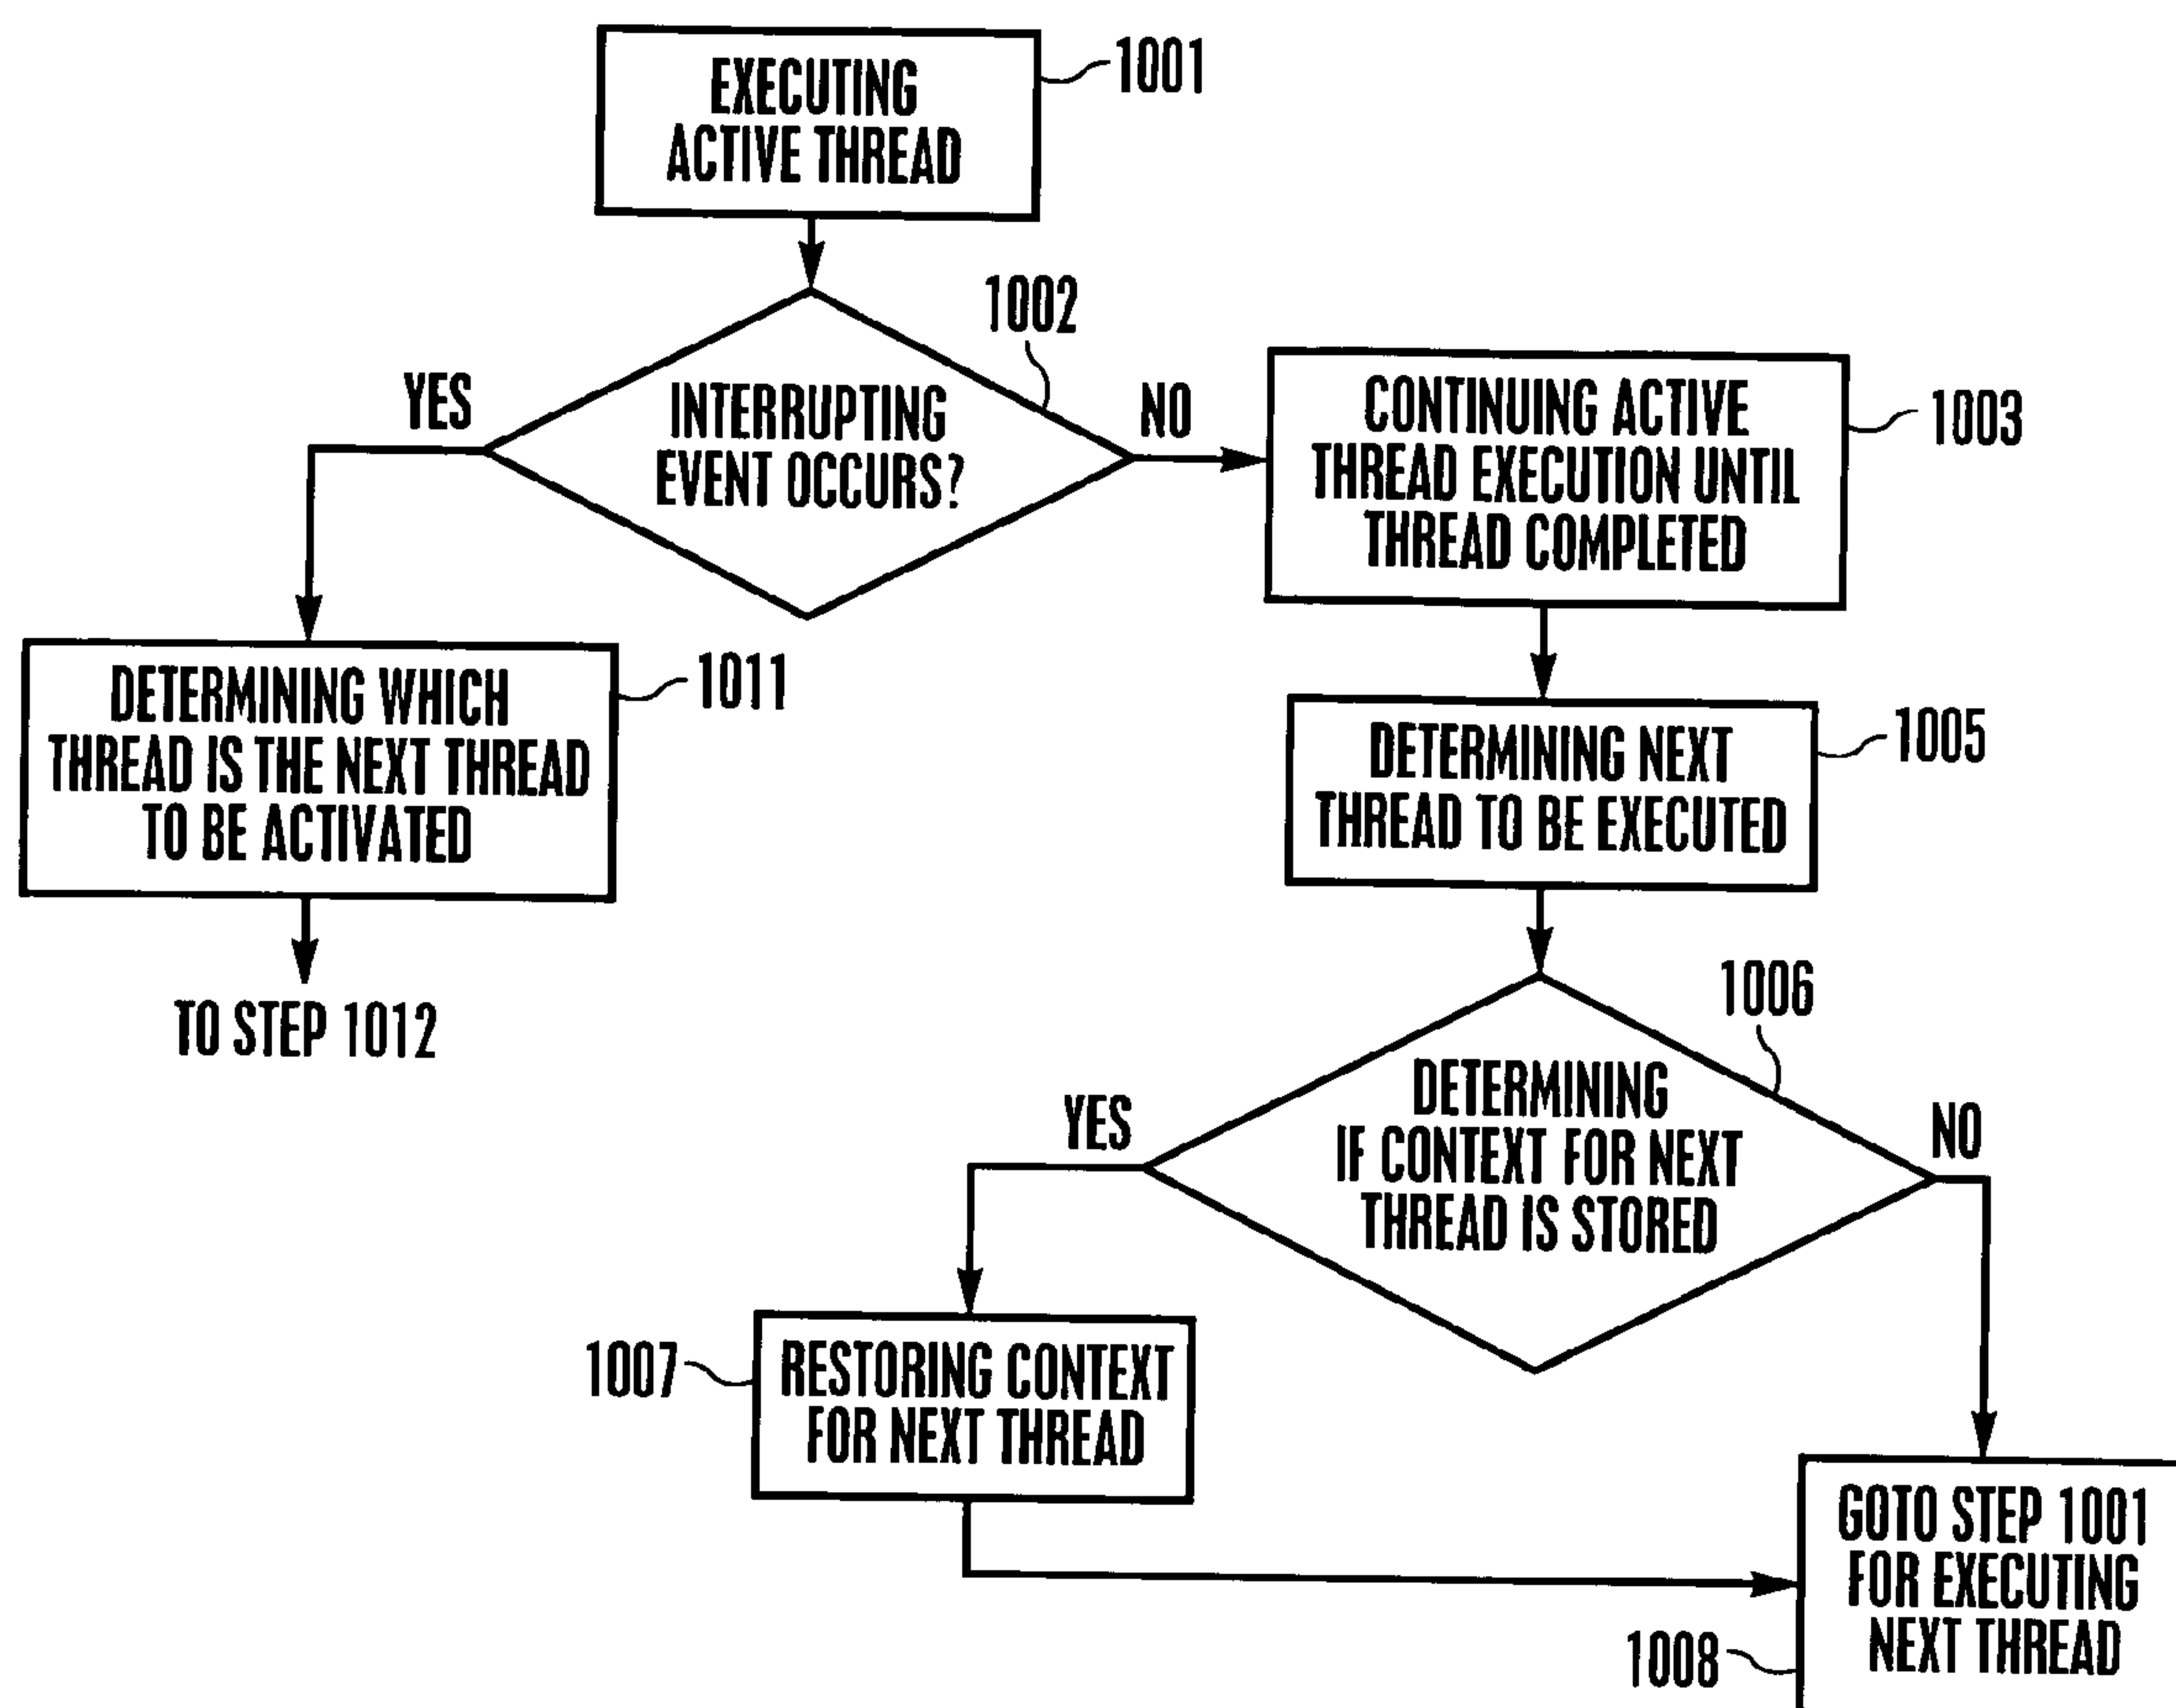 EXECUTING
ACTIVE THREAD
1001
1002
INTERRUPTING
EVENT OCCURS?
YES
NO
CONTINUING ACTIVE
THREAD EXECUTION UNTIL
THREAD COMPLETED
1003
DETERMINING WHICH
THREAD IS THE NEXT THREAD
TO BE ACTIVATED
1011
TO STEP 1012
DETERMINING NEXT
THREAD TO BE EXECUTED
1005
1006
DETERMINING
IF CONTEXT FOR NEXT
THREAD IS STORED
YES
NO
1007
RESTORING CONTEXT
FOR NEXT THREAD
GOTO STEP 1001
FOR EXECUTING
NEXT THREAD
1008